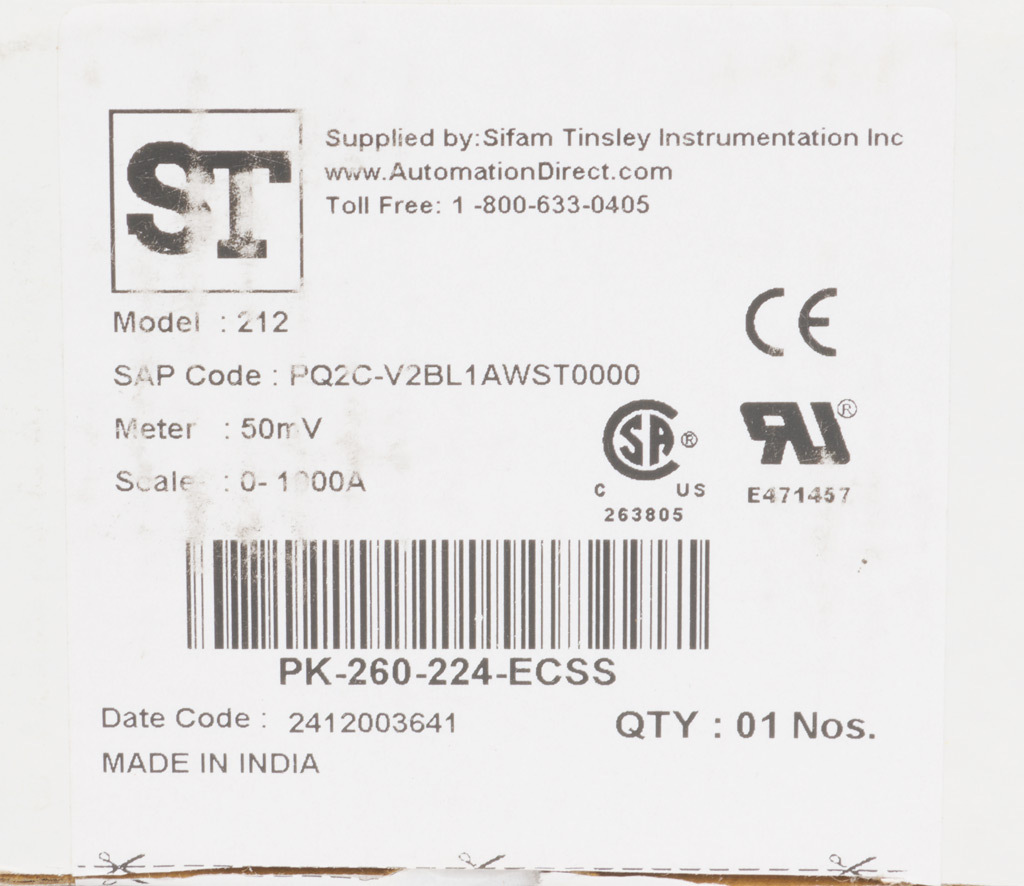 ST
Supplied by:Sifam Tinsley Instrumentation Inc
www.AutomationDirect.com
Toll Free: 1 -800-633-0405
Model : 212
SAP Code : PQ2C-V2BL1AWST0000
Meter : 50mV
Scale : 0- 1000A
CE
SA ®
C US
263805
RU ®
E471457
PK-260-224-ECSS
Date Code : 2412003641
QTY : 01 Nos.
MADE IN INDIA